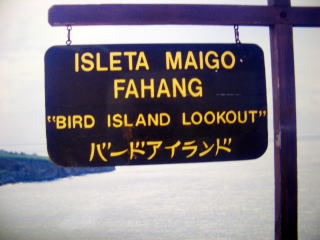 ISLETA MAIGO
FAHANG
"BIRD ISLAND LOOKOUT"
バードアイランド